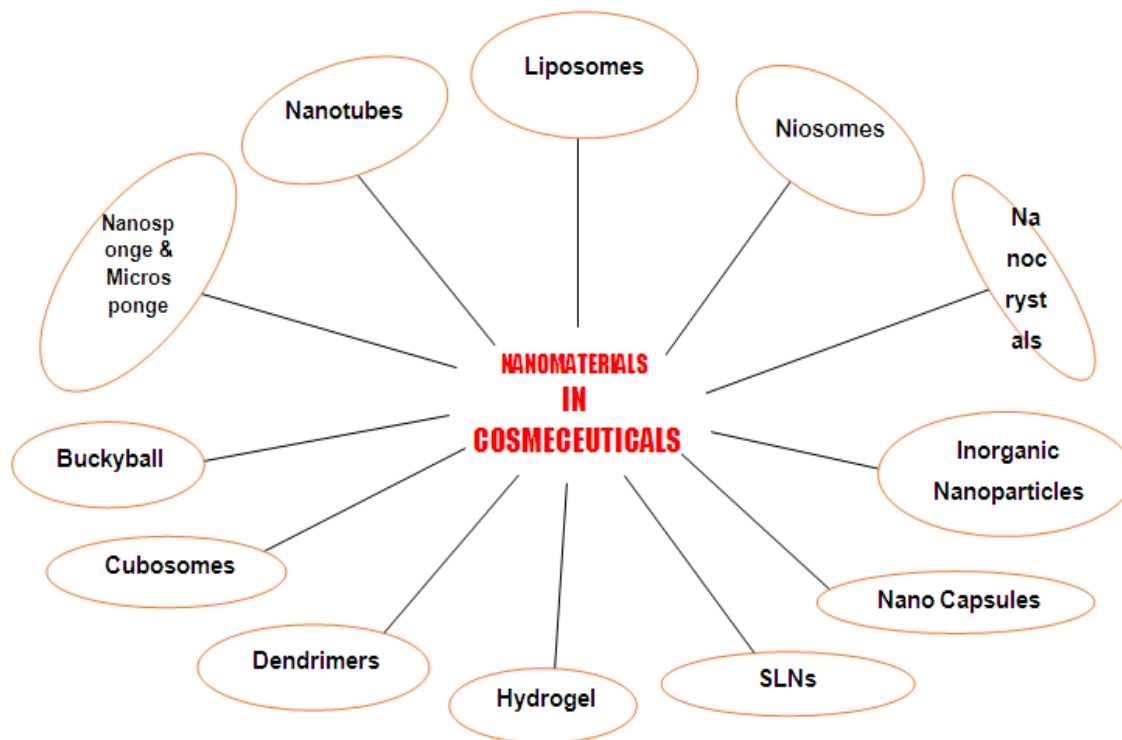 Liposomes
Nanotubes
Niosomes
Nanosp
onge &
Micros
ponge
Na
noc
ryst
als
NANOMATERIALS
IN
COSMECEUTICALS
Buckyball
Inorganic
Nanoparticles
Cubosomes
Nano Capsules
Dendrimers
SLNs
Hydrogel